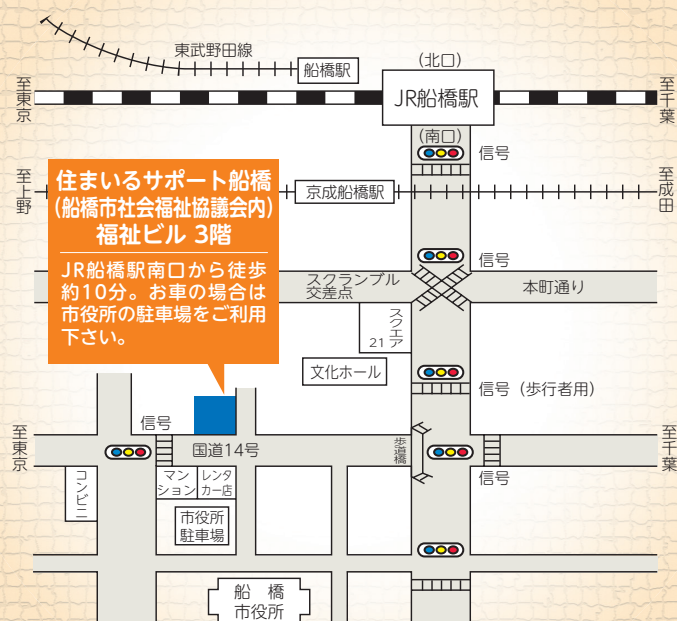 東武野田線
船橋駅
(北口)
JR船橋駅
至東京
至千葉
(南口)
信号
至上野
京成船橋駅
至成田
住まいるサポート船橋
(船橋市社会福祉協議会内)
福祉ビル 3階
JR船橋駅南口から徒歩
約10分。お車の場合は
市役所の駐車場をご利用
下さい。
信号
スクランブル
交差点
本町通り
スクエア
21
文化ホール
信号(歩行者用)
信号
至東京
国道14号
歩道橋
至千葉
信号
コンビニ
マン
ション
レンタ
カー店
市役所
駐車場
船 橋
市役所